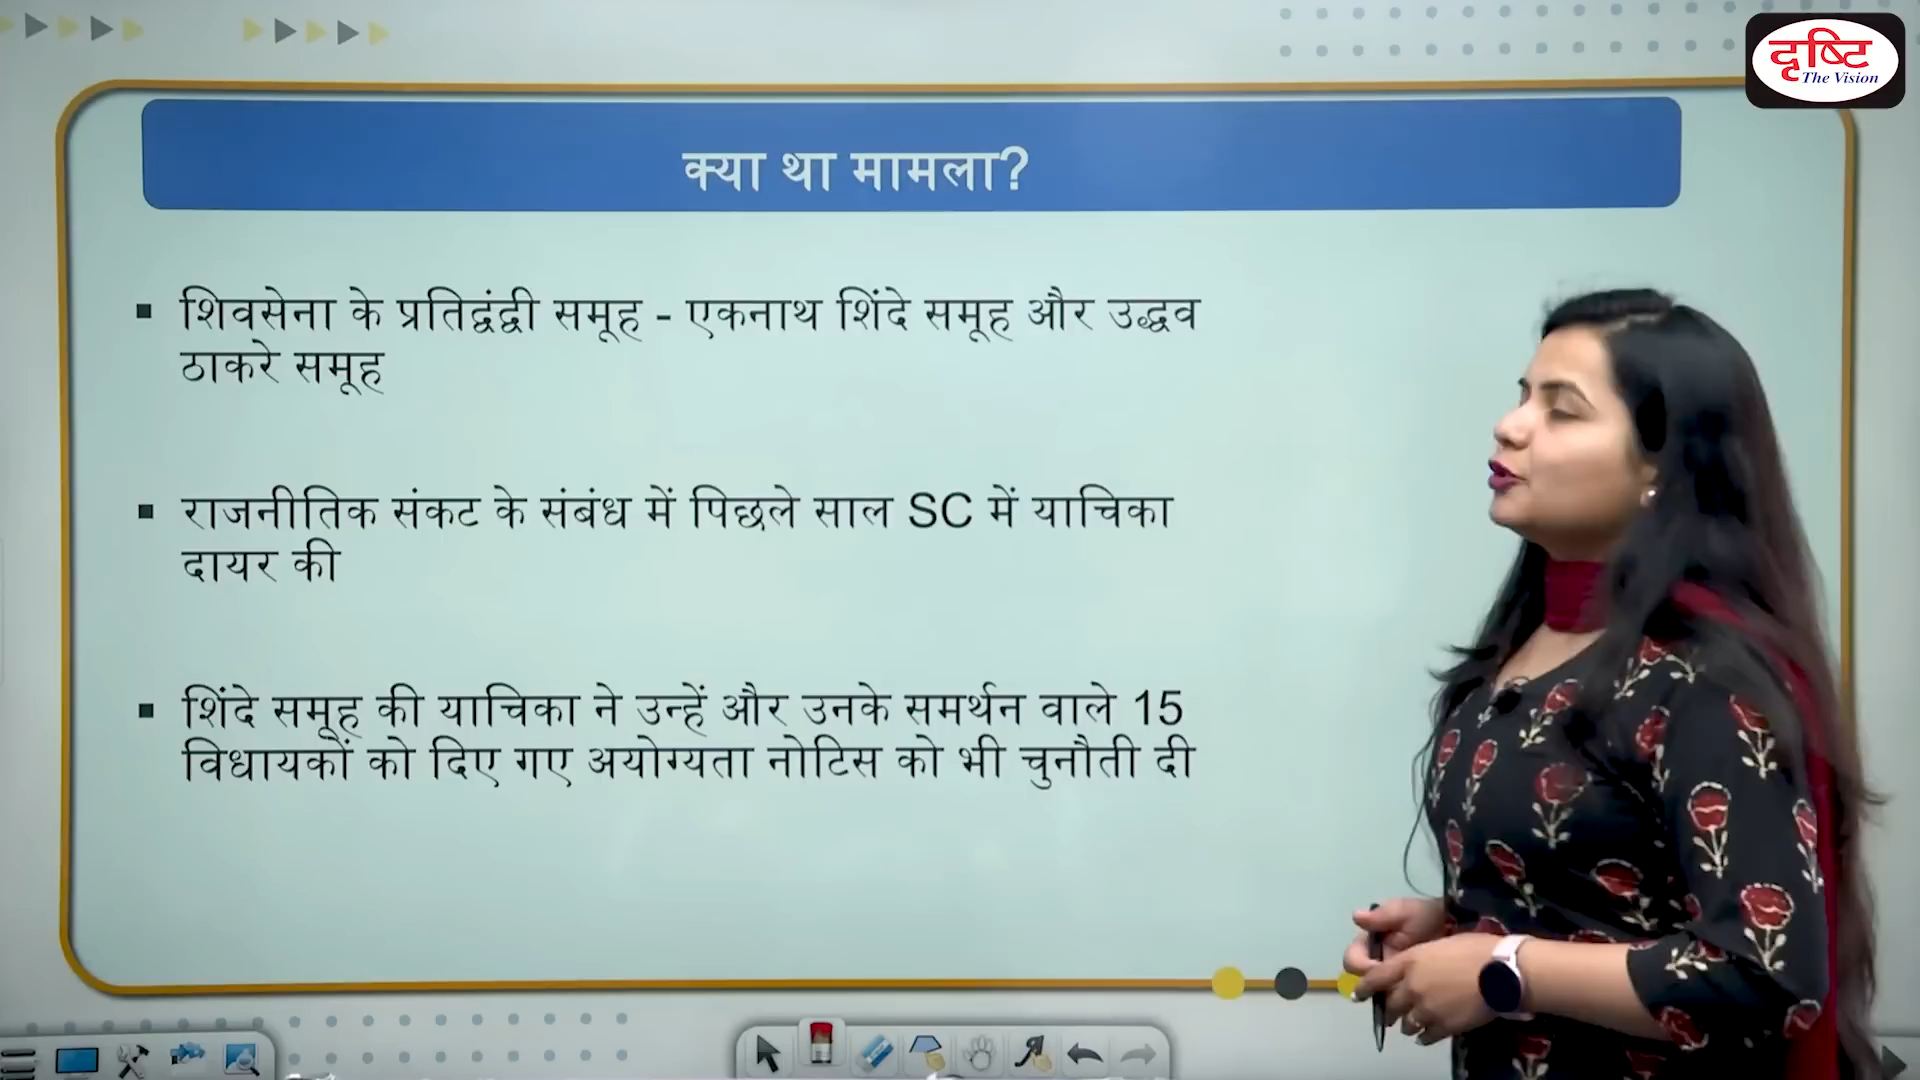 दृष्टि
The Vision
क्या था मामला?
▪ शिवसेना के प्रतिद्वंद्वी समूह - एकनाथ शिंदे समूह और उद्धव
ठाकरे समूह
▪ राजनीतिक संकट के संबंध में पिछले साल SC में याचिका
दायर की
▪ शिंदे समूह की याचिका ने उन्हें और उनके समर्थन वाले 15
विधायकों को दिए गए अयोग्यता नोटिस को भी चुनौती दी